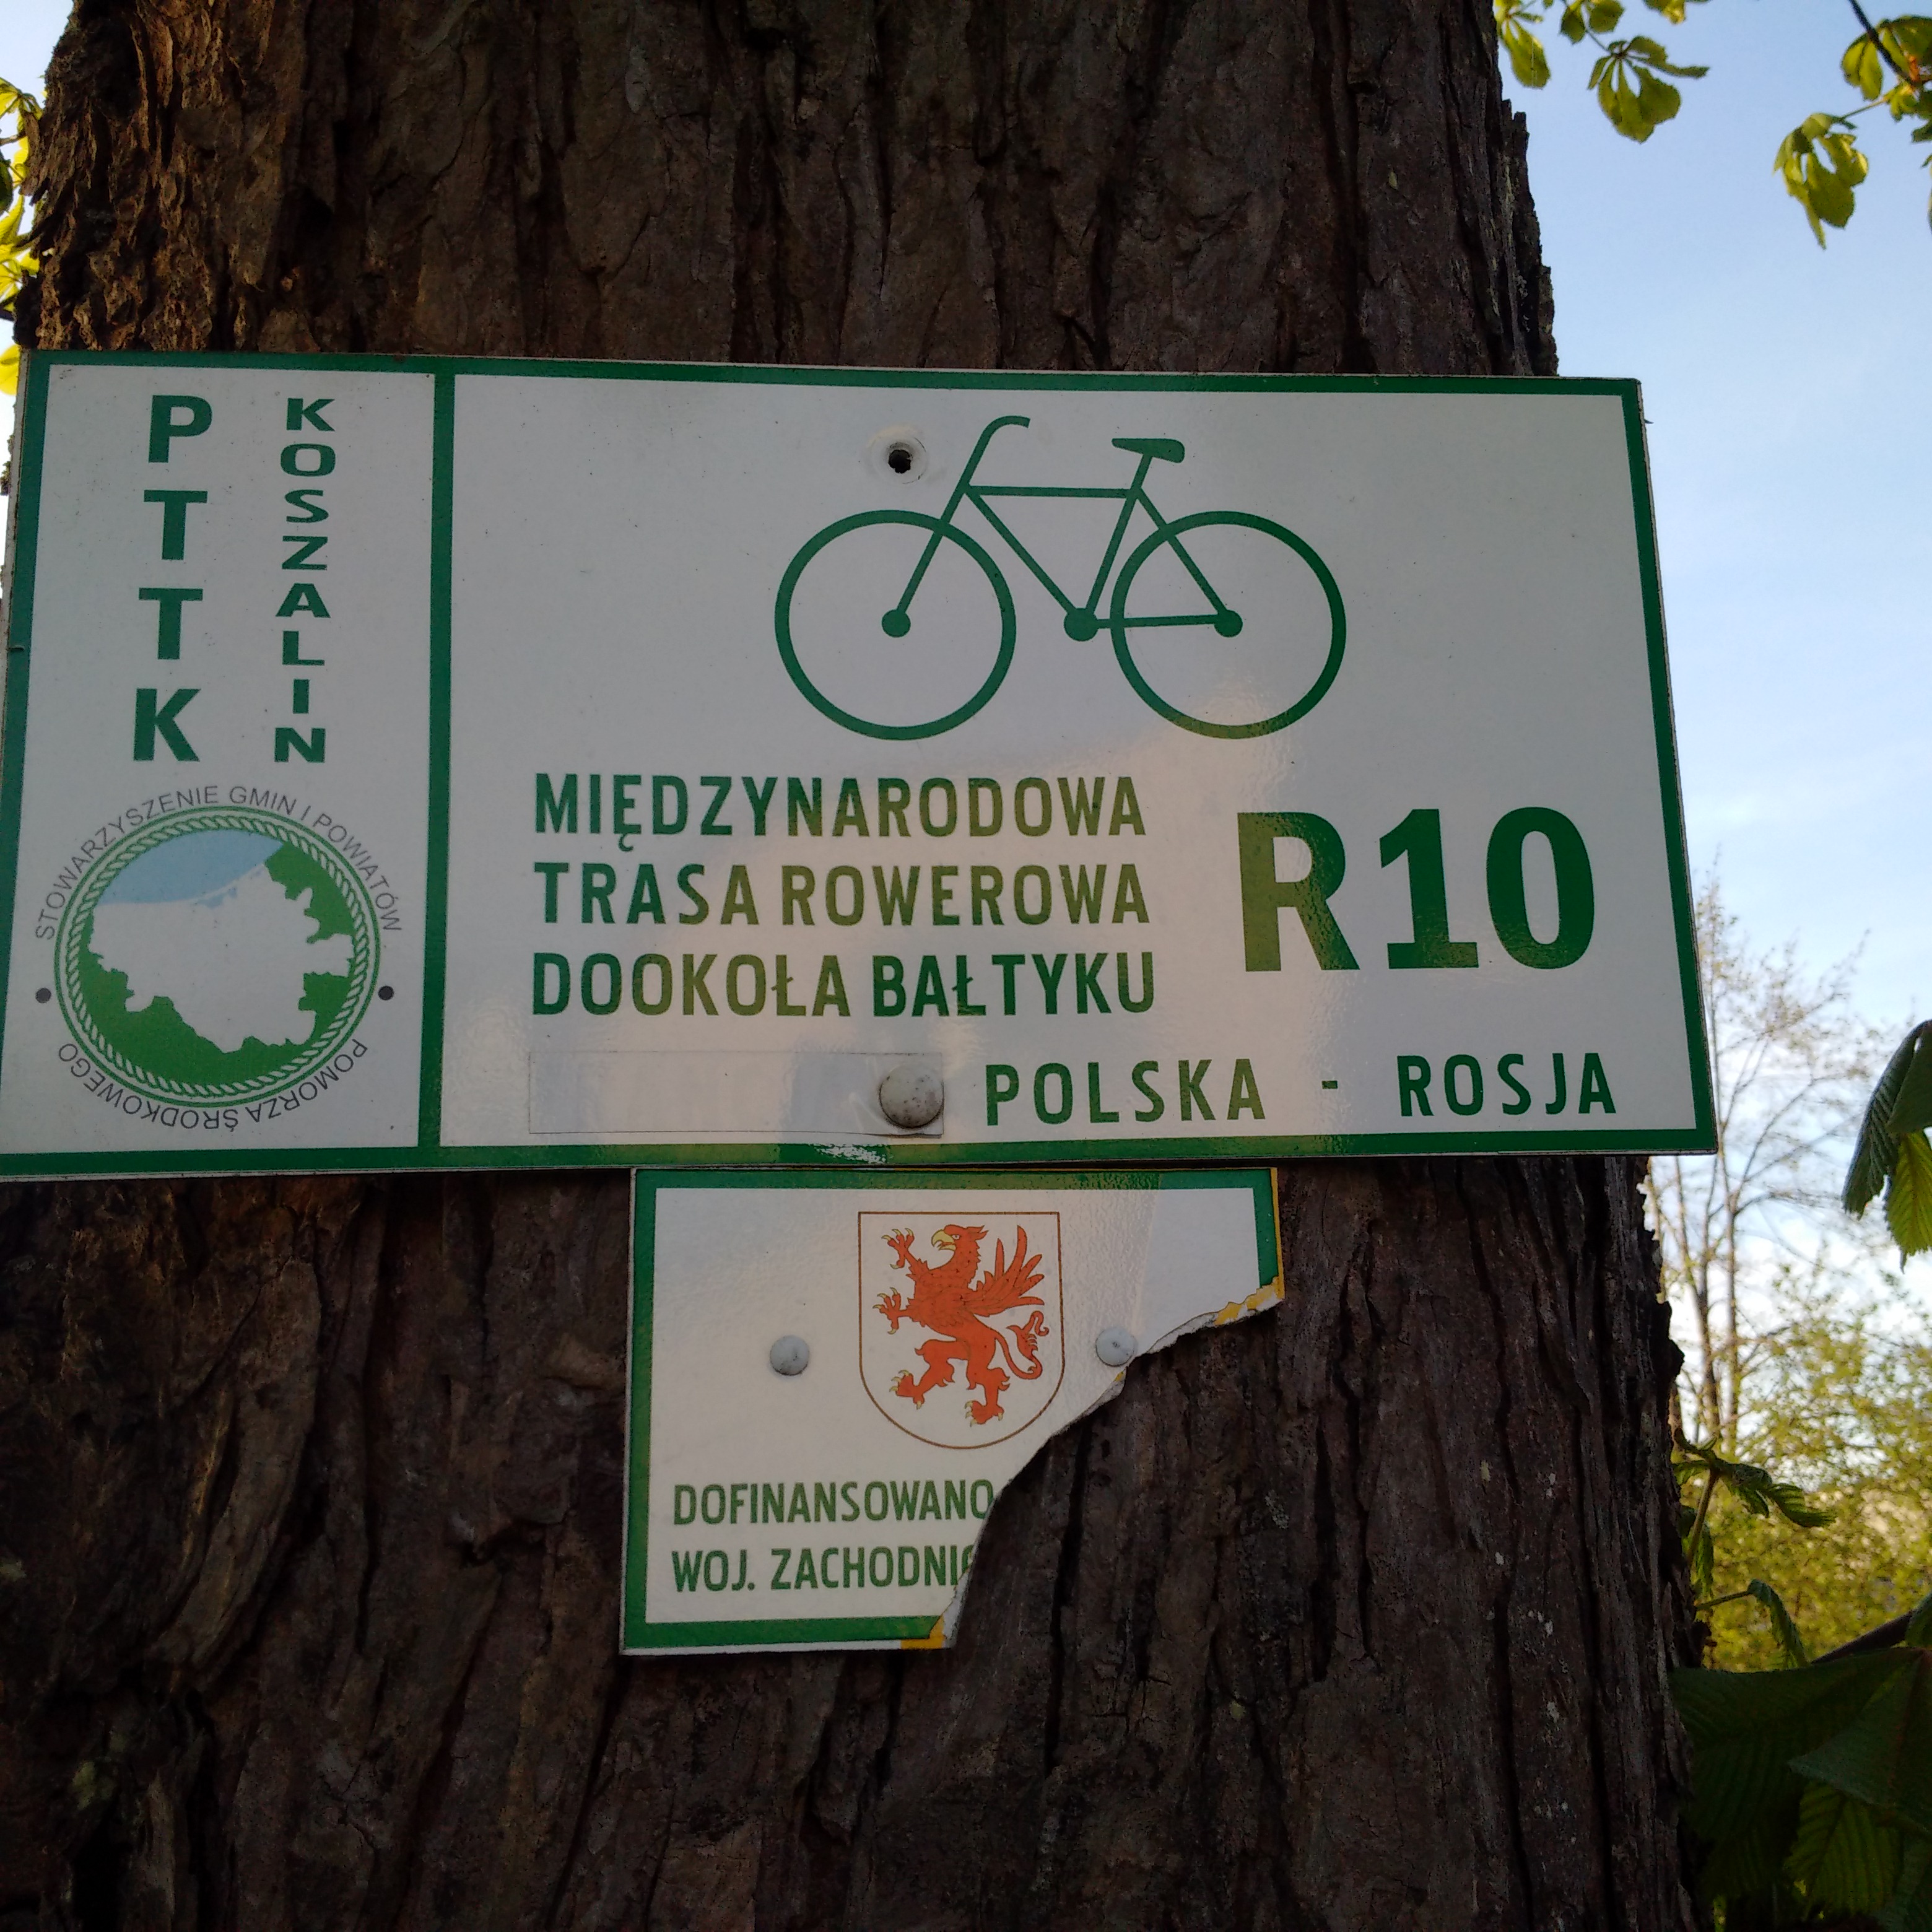 PTTK
KOSZALIN
STOWARZYSZENIE GMIN I POWIATÓW
POMORZA ŚRODKOWEGO
MIĘDZYNARODOWA
TRASA ROWEROWA
DOOKOŁA BAŁTYKU
R10
POLSKA - ROSJA
DOFINANSOWANO
WOJ. ZACHODNI